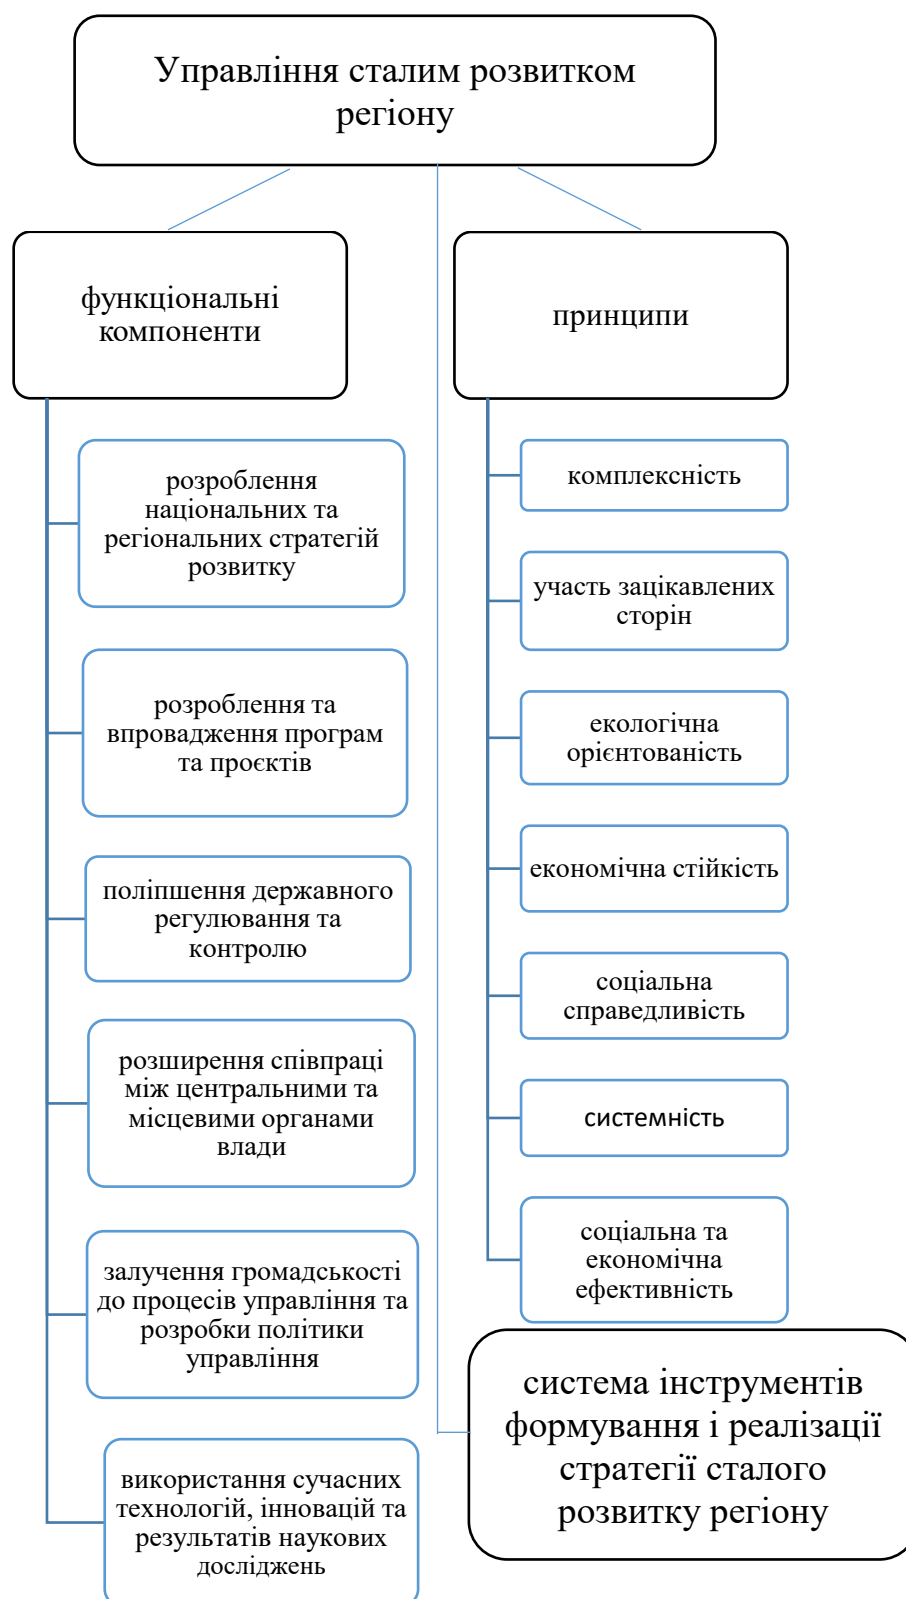 Управління сталим розвитком
регіону
функціональні
компоненти
розроблення
національних та
регіональних стратегій
розвитку
розроблення та
впровадження програм
та проєктів
поліпшення державного
регулювання та
контролю
розширення співпраці
між центральними та
місцевими органами
влади
залучення громадськості
до процесів управління та
розробки політики
управління
використання сучасних
технологій, інновацій та
результатів наукових
досліджень
принципи
комплексність
участь зацікавлених
сторін
екологічна
орієнтованість
економічна стійкість
соціальна
справедливість
системність
соціальна та
економічна
ефективність
система інструментів
формування і реалізації
стратегії сталого
розвитку регіону